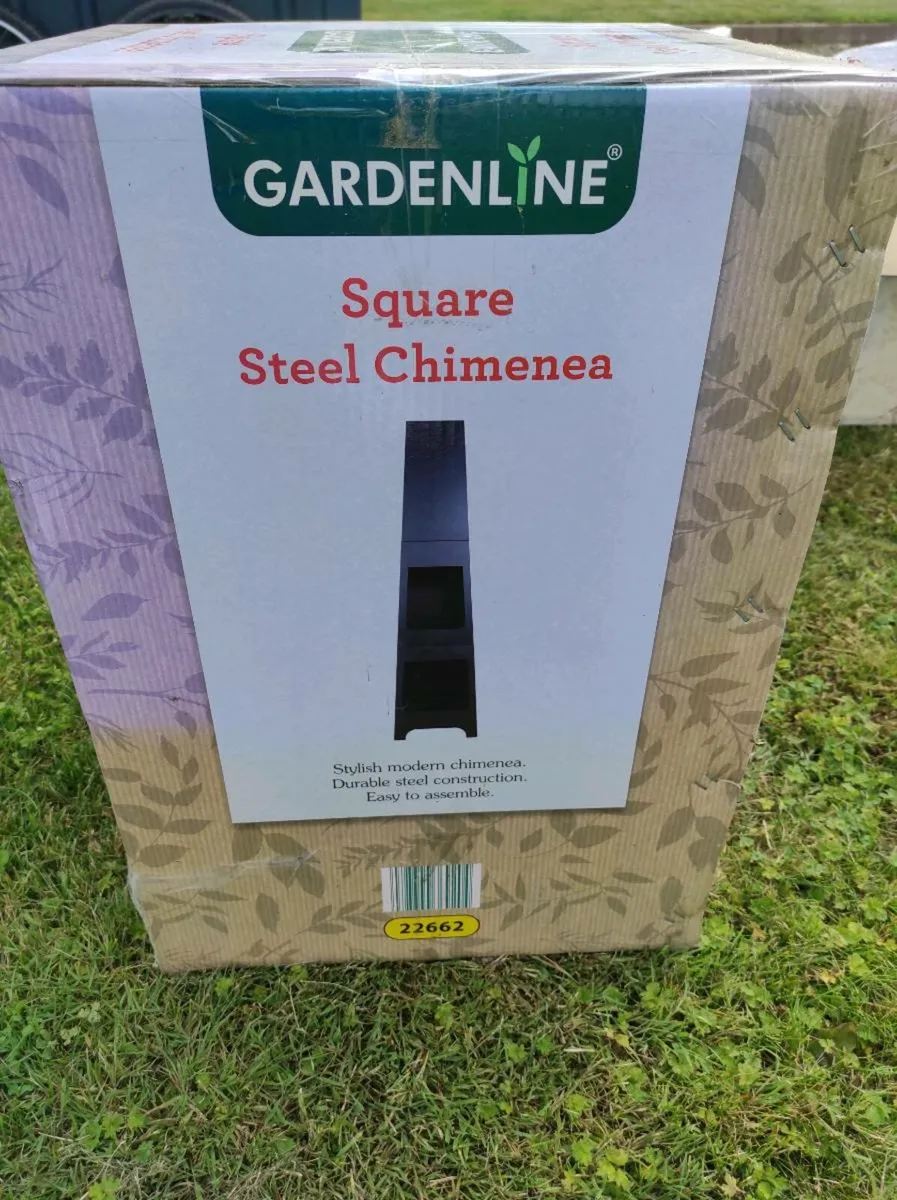 GARDENLINE®
Square
Steel Chimenea
Stylish modern chimenea.
Durable steel construction.
Easy to assemble.
22662